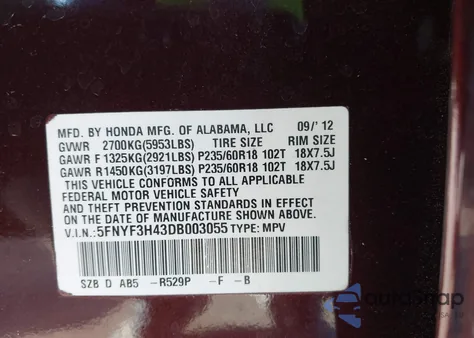 MFD. BY HONDA MFG. OF ALABAMA, LLC 09/' 12
GVWR 2700KG(5953LBS) TIRE SIZE RIM SIZE
GAWR F 1325KG(2921LBS) P235/60R18 102T 18X7.5J
GAWR R 1450KG(3197LBS) P235/60R18 102T 18X7.5J
THIS VEHICLE CONFORMS TO ALL APPLICABLE
FEDERAL MOTOR VEHICLE SAFETY
AND THEFT PREVENTION STANDARDS IN EFFECT
ON THE DATE OF MANUFACTURE SHOWN ABOVE.
V.I.N.: 5FNYF3H43DB003055 TYPE: MPV
SZB D AB5 -R529P -F -B
autosnap